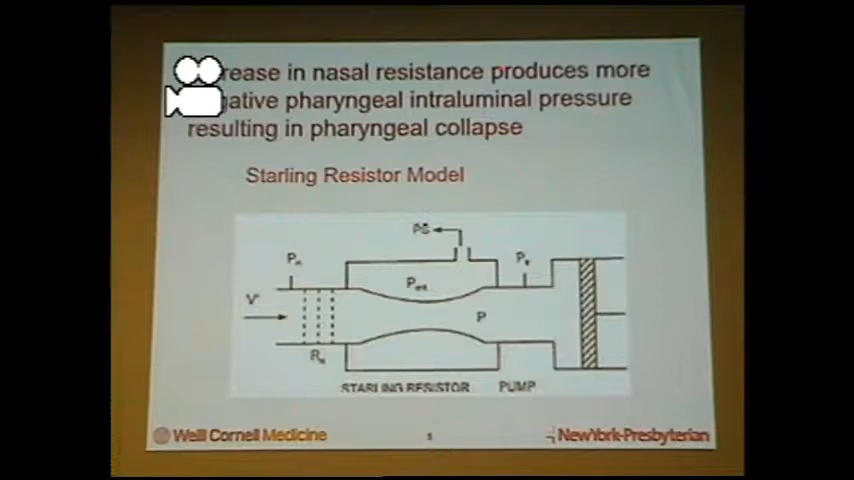 rease in nasal resistance produces more
gative pharyngeal intraluminal pressure
resulting in pharyngeal collapse
Starling Resistor Model
PS
V'
P
STARLING RESISTOR PUMP
Weill Cornell Medicine
5
NewYork-Presbyterian